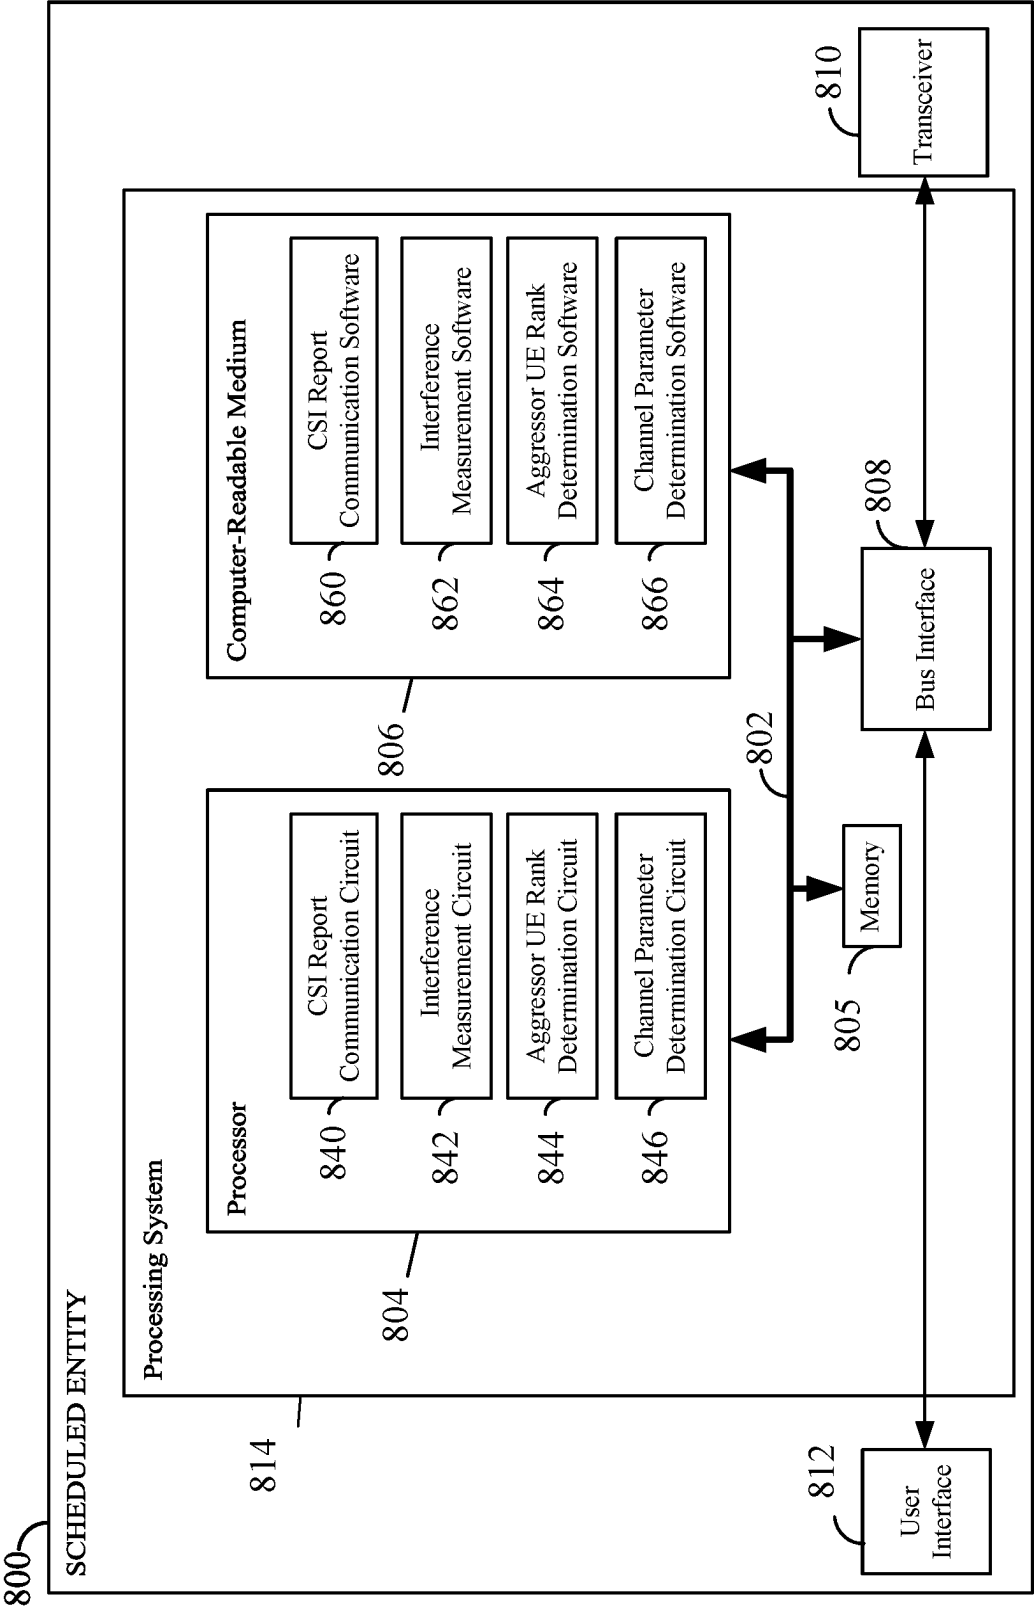 800
SCHEDULED ENTITY
814
Processing System
804
Processor
840
CSI Report
Communication Circuit
842
Interference
Measurement Circuit
844
Aggressor UE Rank
Determination Circuit
846
Channel Parameter
Determination Circuit
806
Computer-Readable Medium
860
CSI Report
Communication Software
862
Interference
Measurement Software
864
Aggressor UE Rank
Determination Software
866
Channel Parameter
Determination Software
802
805
Memory
808
Bus Interface
812
User
Interface
810
Transceiver